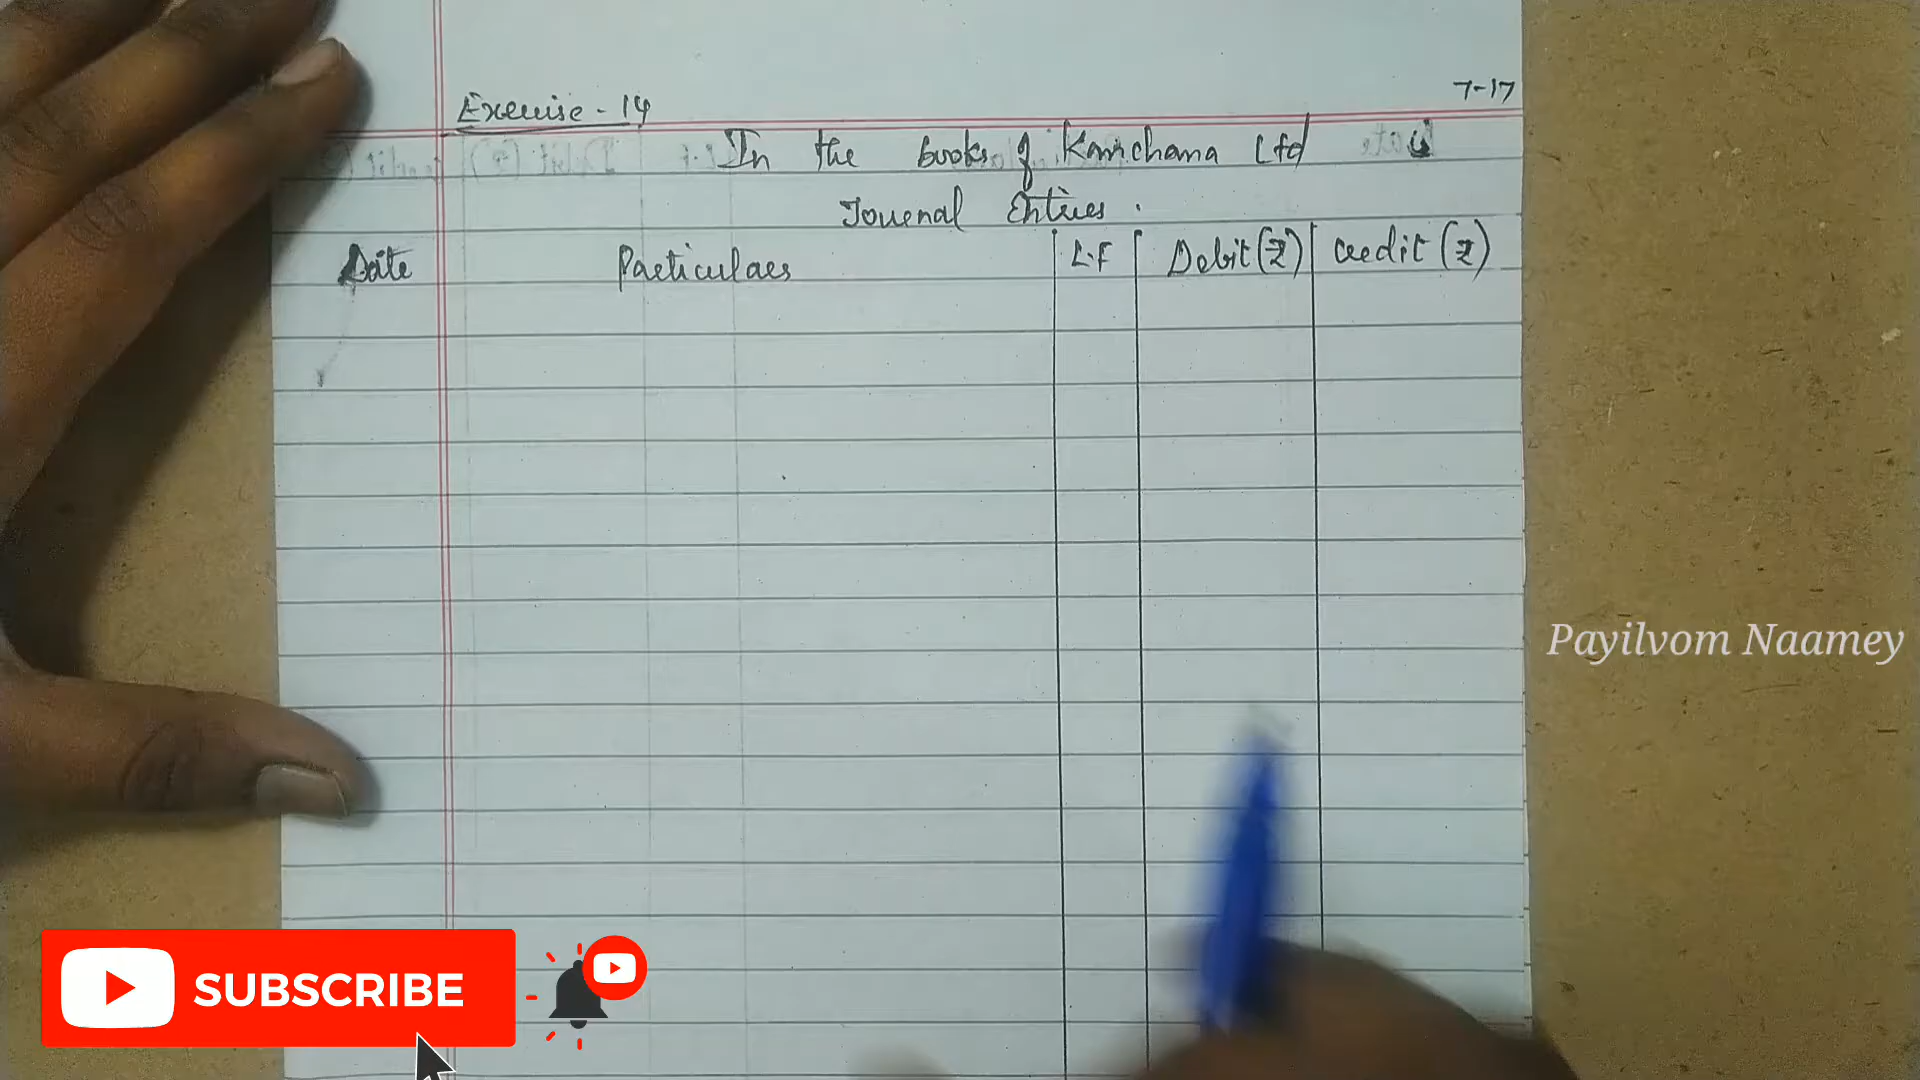 7-17
Exercise - 14
In the books of Kanchana Ltd
Journal Entries.
Date Particulars L.F Debit (₹) Credit (₹)
Payilvom Naamey
SUBSCRIBE